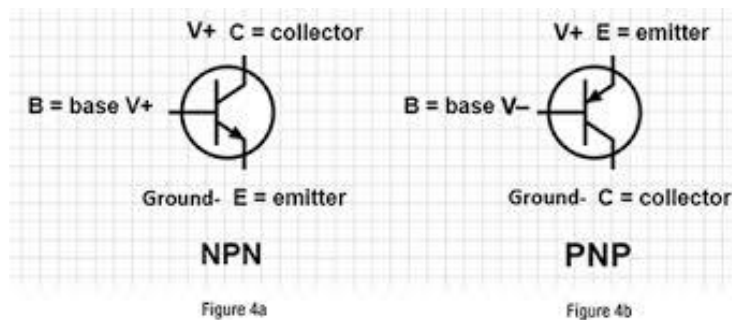 V+ C = collector
B = base V+
Ground- E = emitter
NPN
Figure 4a
V+ E = emitter
B = base V–
Ground- C = collector
PNP
Figure 4b